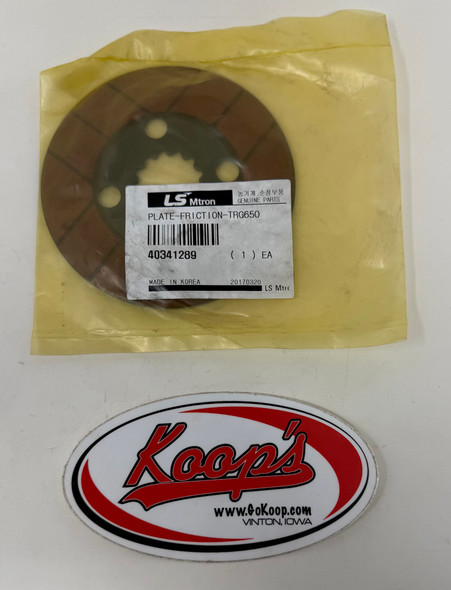 LS Mtron
농기계 순정부품
GENUINE PARTS
PLATE-FRICTION-TRG650
40341289 ( 1 ) EA
MADE IN KOREA 20170320
LS Mtron
Koop's
www.GoKoop.com
VINTON, IOWA